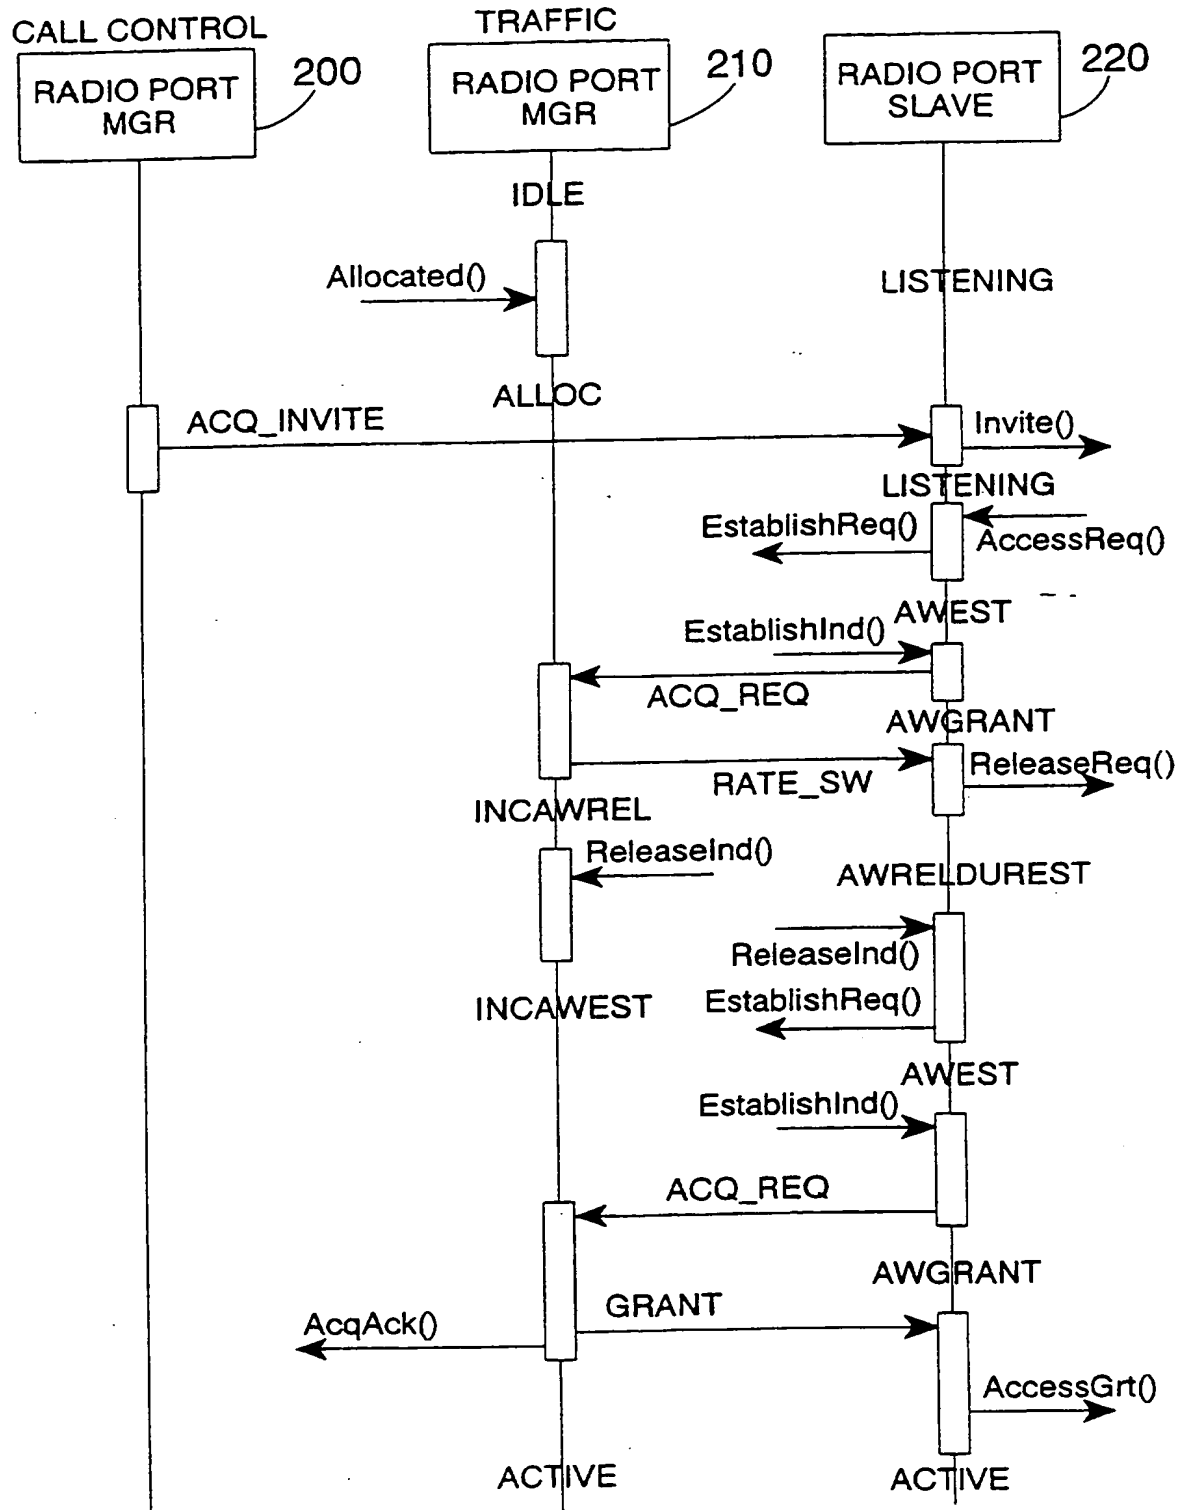 CALL CONTROL
TRAFFIC
RADIO PORT
MGR
200
RADIO PORT
MGR
210
RADIO PORT
SLAVE
220
IDLE
Allocated()
LISTENING
ALLOC
ACQ_INVITE
Invite()
LISTENING
EstablishReq()
AccessReq()
AWEST
EstablishInd()
ACQ_REQ
AWGRANT
ReleaseReq()
RATE_SW
INCAWREL
ReleaseInd()
AWRELDUREST
ReleaseInd()
EstablishReq()
INCAWEST
AWEST
EstablishInd()
ACQ_REQ
AWGRANT
GRANT
AcqAck()
AccessGrt()
ACTIVE
ACTIVE